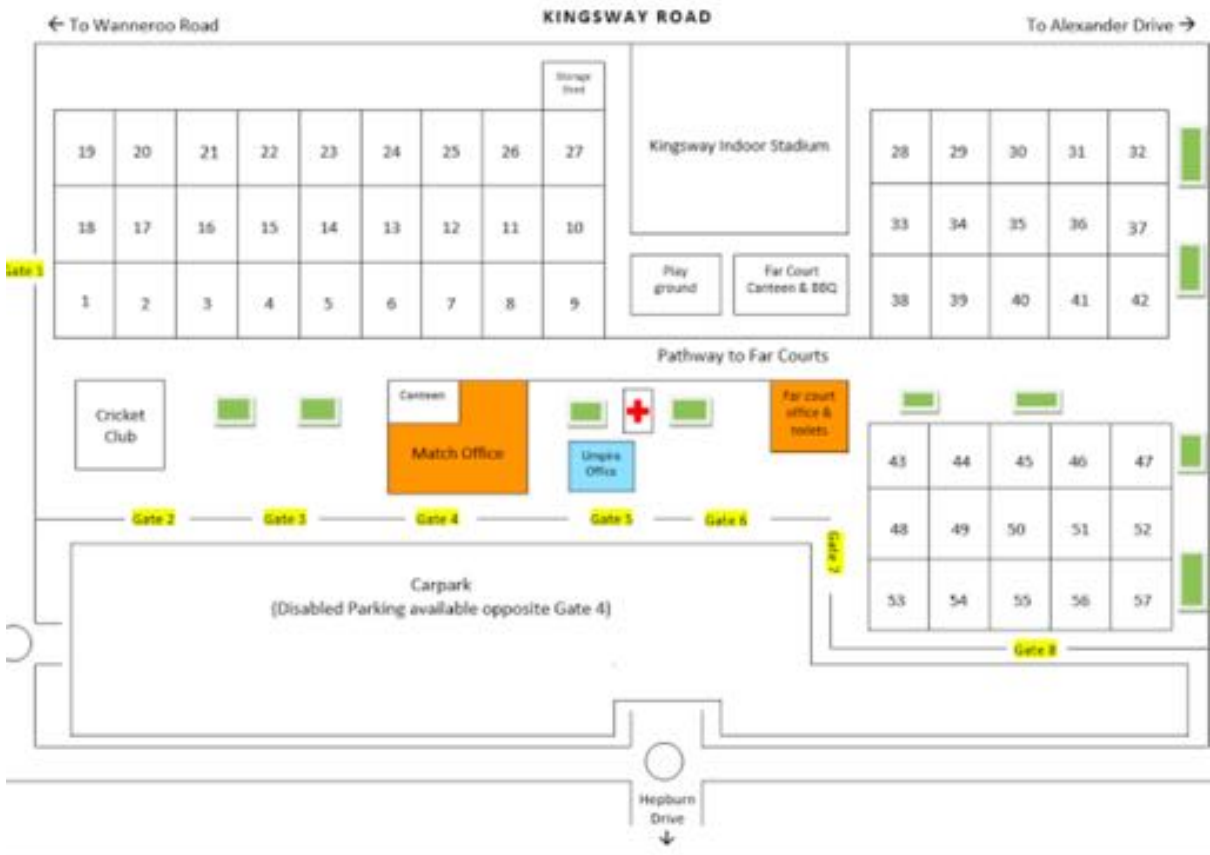 KINGSWAY ROAD
← To Wanneroo Road
To Alexander Drive →
Storage
Shed
19 20 21 22 23 24 25 26 27
18 17 16 15 14 13 12 11 10
1 2 3 4 5 6 7 8 9
Gate 1
Kingsway Indoor Stadium
Play
ground
Far Court
Canteen & BBQ
28 29 30 31 32
33 34 35 36 37
38 39 40 41 42
Pathway to Far Courts
Cricket
Club
Canteen
Match Office
Umpire
Office
Far court
office &
toilets
43 44 45 46 47
48 49 50 51 52
53 54 55 56 57
Gate 2
Gate 3
Gate 4
Gate 5
Gate 6
Gate 7
Gate 8
Carpark
(Disabled Parking available opposite Gate 4)
Hepburn
Drive
↓